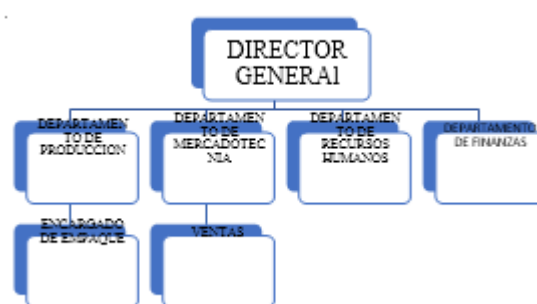 DIRECTOR
GENERAl
DEPARTAMEN
TO DE
PRODUCCION
DEPARTAMEN
TO DE
MERCADOTEC
NIA
DEPARTAMEN
TO DE
RECURSOS
HUMANOS
DEPARTAMENTO
DE FINANZAS
ENCARGADO
DE EMPAQUE
VENTAS